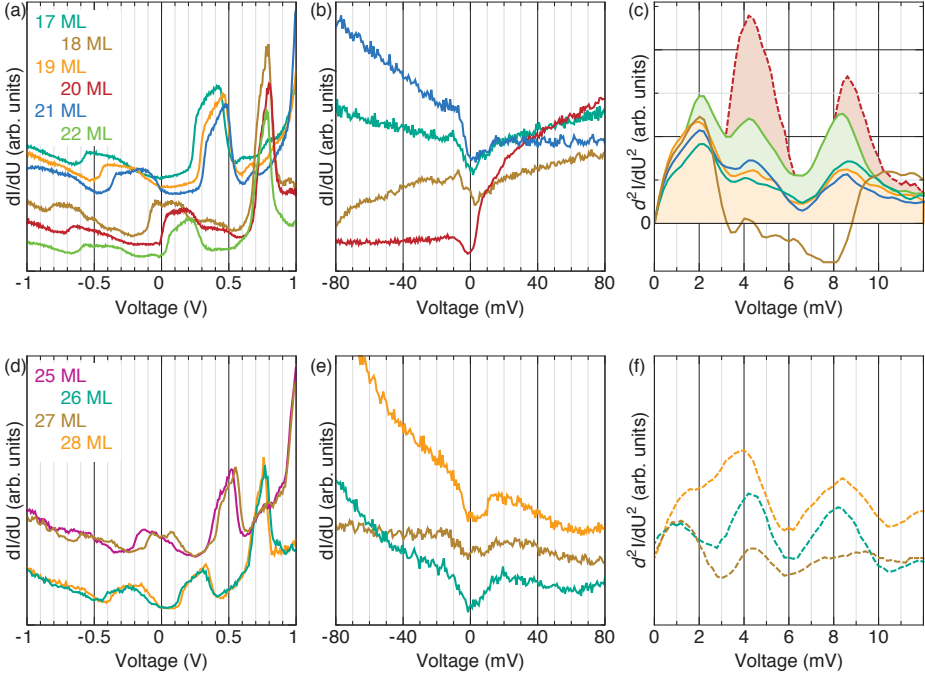 (a)
17 ML
18 ML
19 ML
20 ML
21 ML
22 ML
dI/dU (arb. units)
-1 -0.5 0 0.5 1
Voltage (V)
(b)
dI/dU (arb. units)
-80 -40 0 40 80
Voltage (mV)
(c)
d² I/dU² (arb. units)
0
0 2 4 6 8 10
Voltage (mV)
(d)
25 ML
26 ML
27 ML
28 ML
dI/dU (arb. units)
-1 -0.5 0 0.5 1
Voltage (V)
(e)
dI/dU (arb. units)
-80 -40 0 40 80
Voltage (mV)
(f)
d² I/dU² (arb. units)
0 2 4 6 8 10
Voltage (mV)